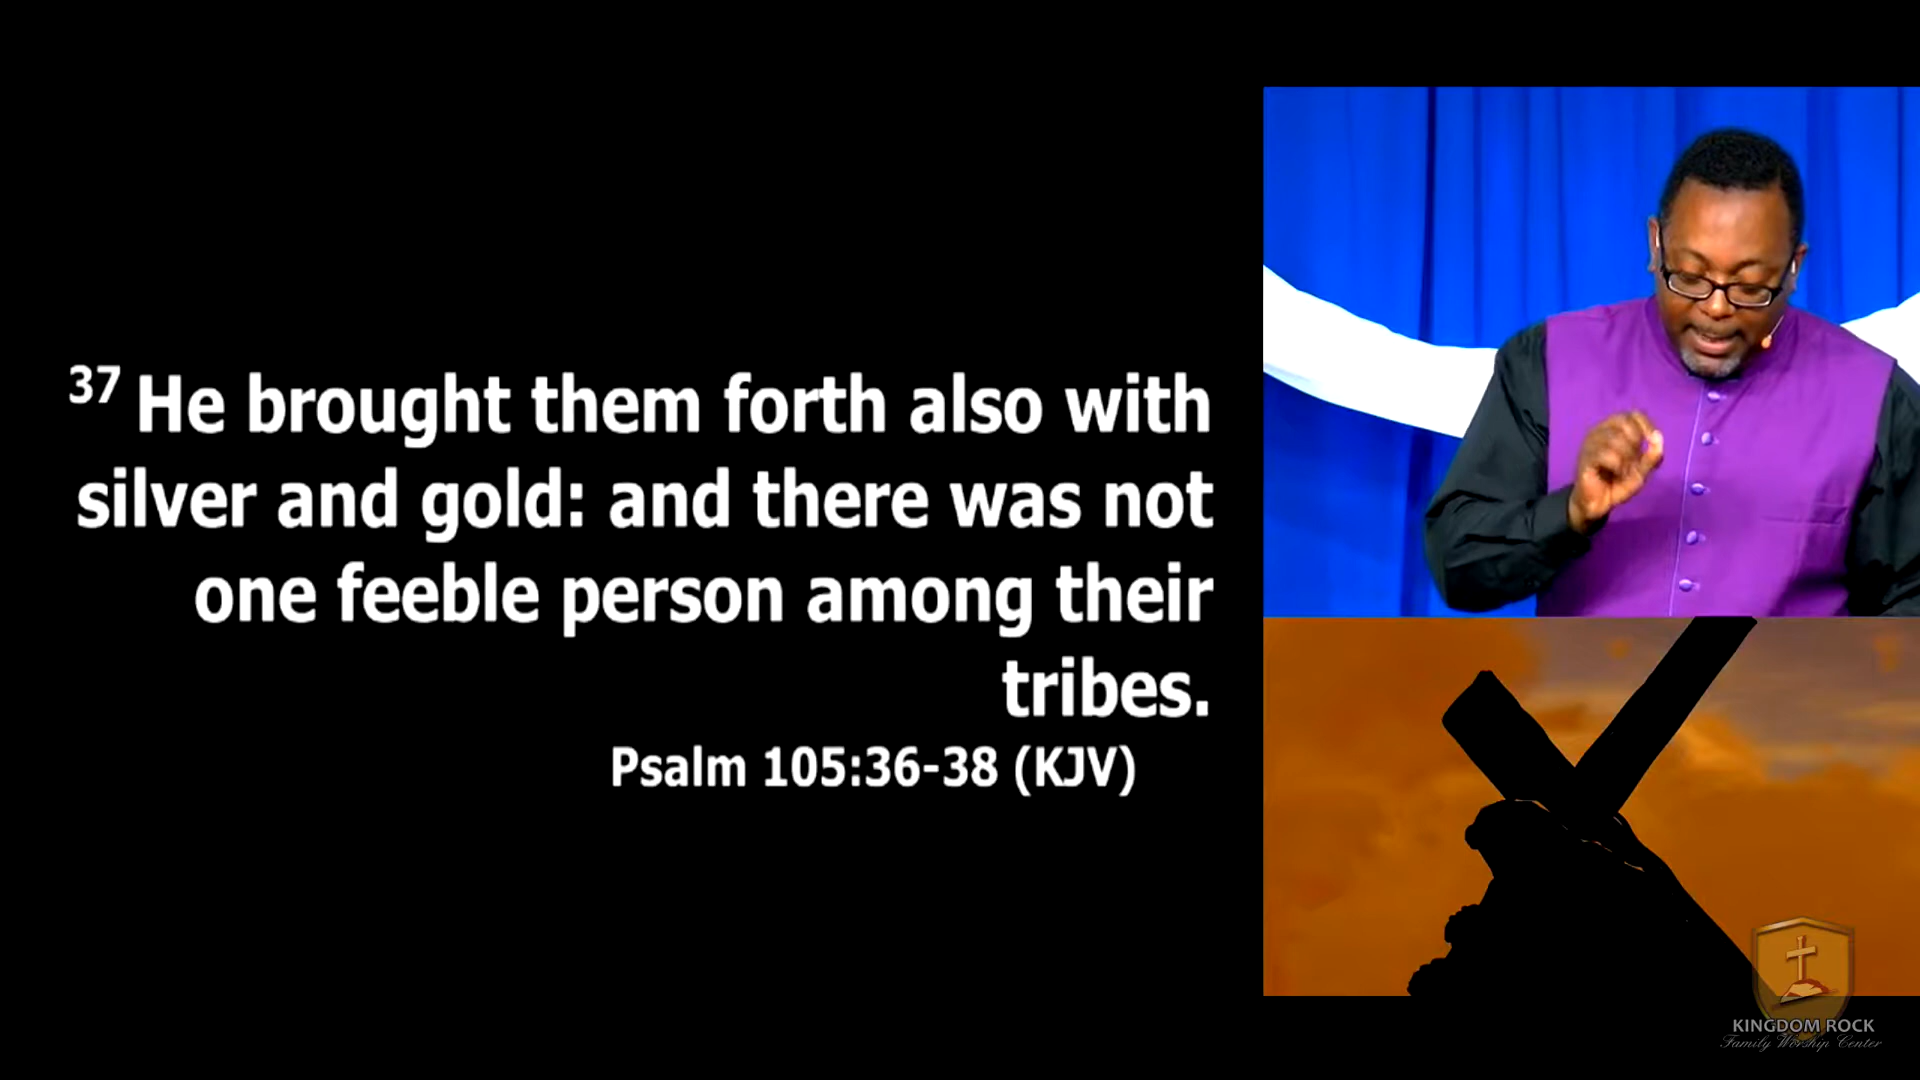 37 He brought them forth also with
silver and gold: and there was not
one feeble person among their
tribes.
Psalm 105:36-38 (KJV)
KINGDOM ROCK
Family Worship Center